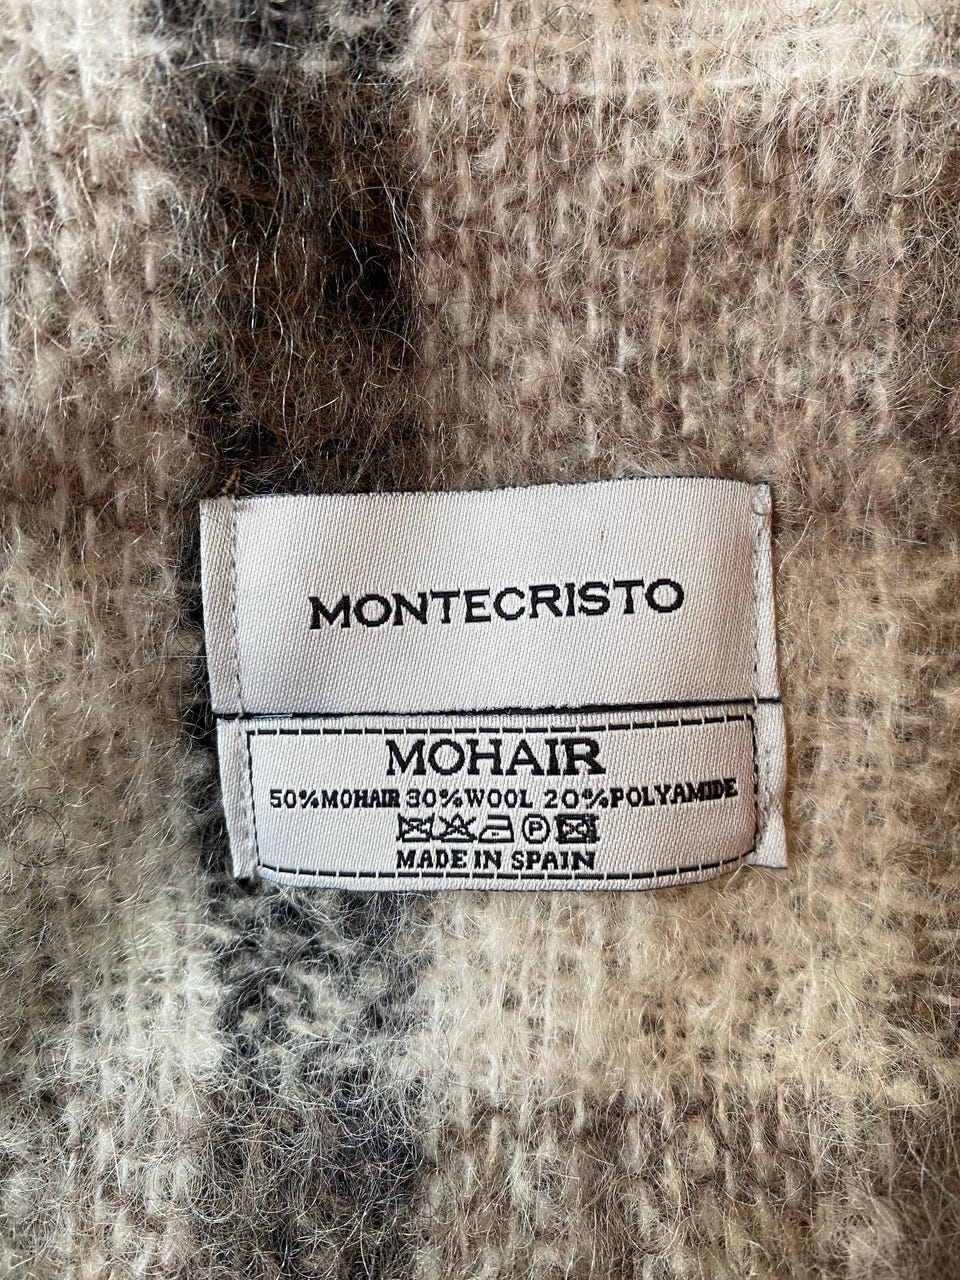 MONTECRISTO
MOHAIR
50%MOHAIR 30%WOOL 20%POLYAMIDE
P
MADE IN SPAIN